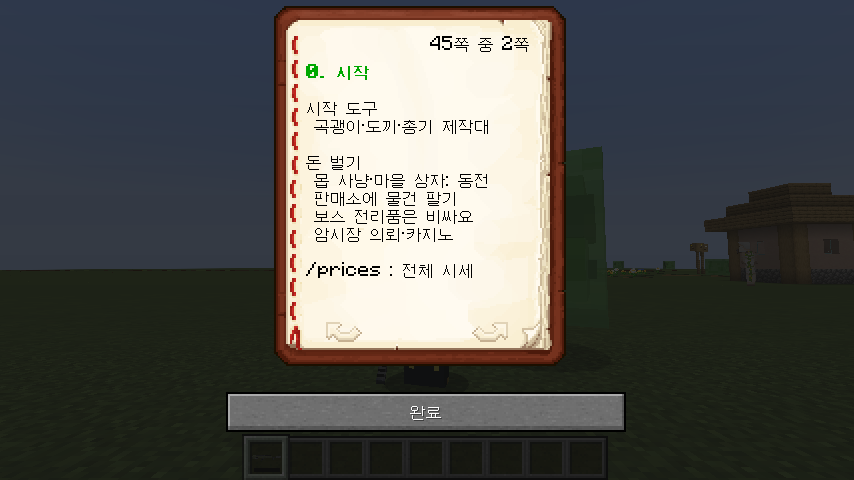 45쪽 중 2쪽
0. 시작
시작 도구
곡괭이·도끼·총기 제작대
돈 벌기
몹 사냥·마을 상자: 동전
판매소에 물건 팔기
보스 전리품은 비싸요
암시장 의뢰·카지노
/prices : 전체 시세
완료